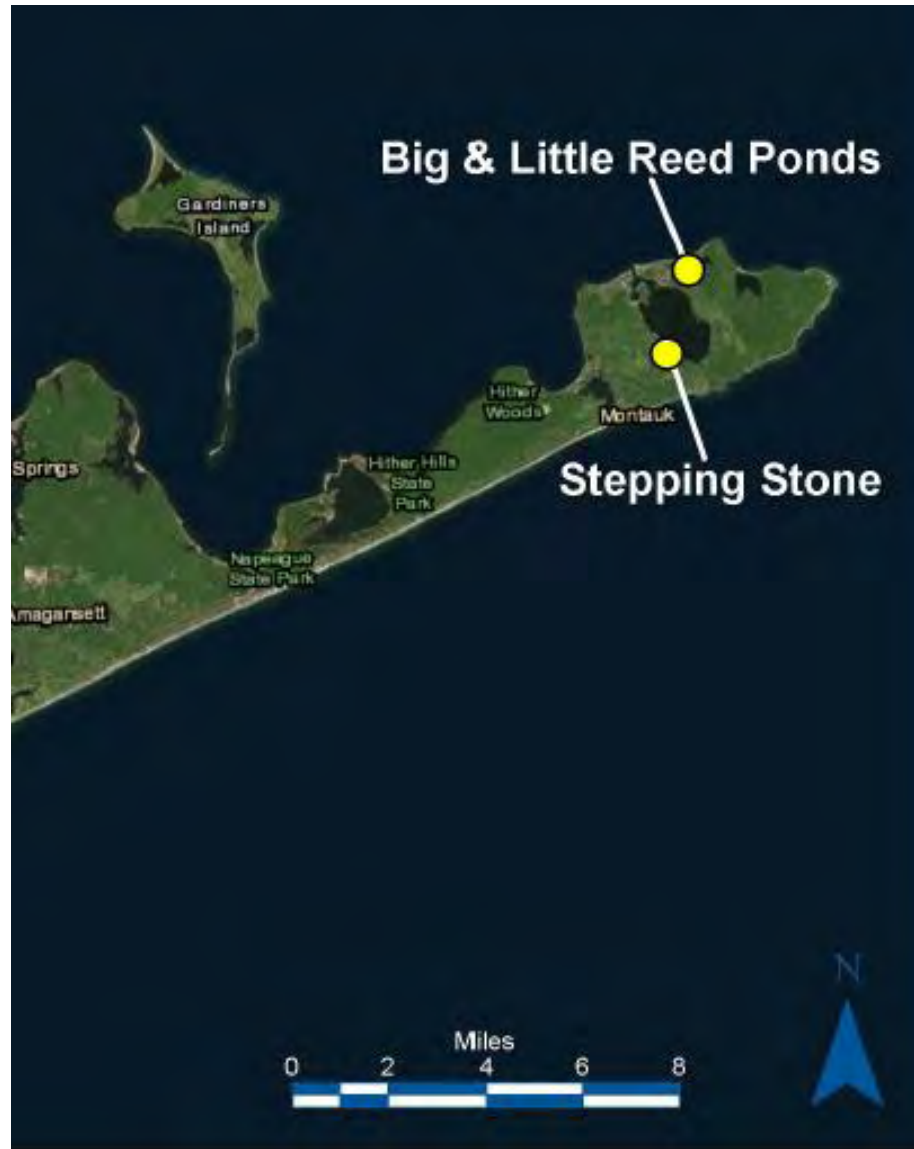 Big & Little Reed Ponds
Gardiners
Island
Hither
Woods
Montauk
Springs
Hither Hills
State
Park
Stepping Stone
Napeague
State Park
Amagansett
N
Miles
0 2 4 6 8